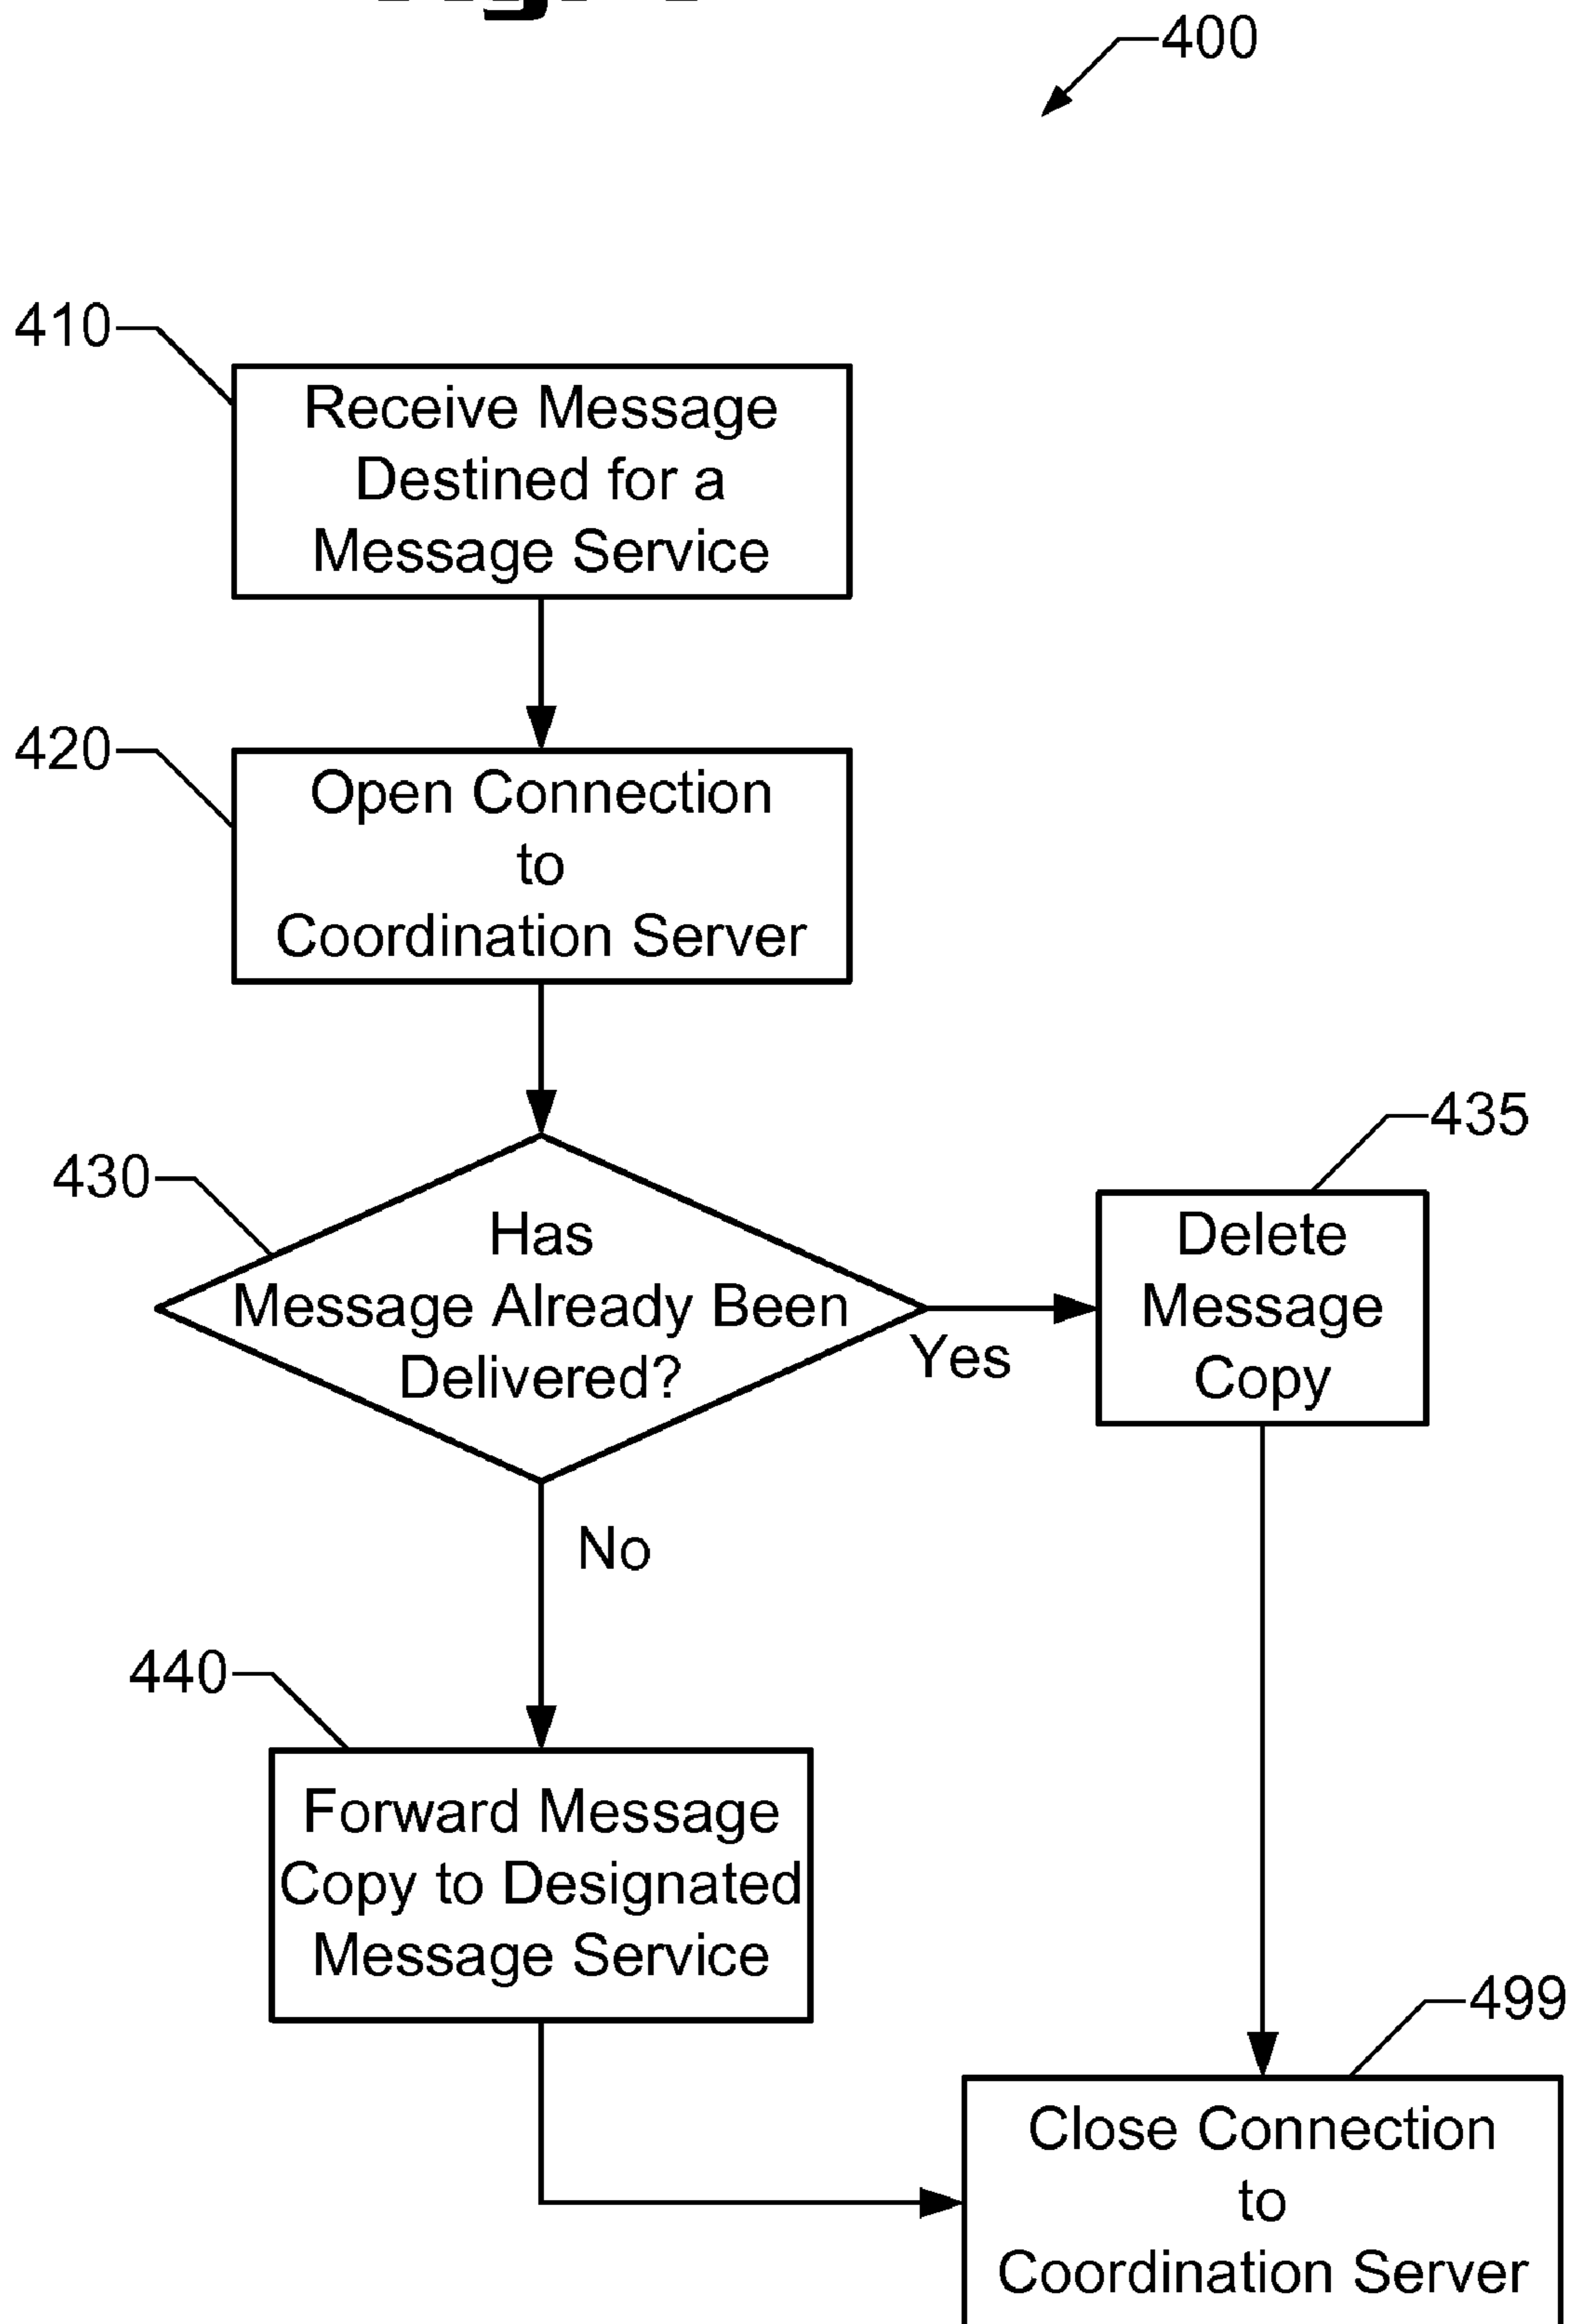 400
410
Receive Message
Destined for a
Message Service
420
Open Connection
to
Coordination Server
430
Has
Message Already Been
Delivered?
Yes
435
Delete
Message
Copy
No
440
Forward Message
Copy to Designated
Message Service
499
Close Connection
to
Coordination Server